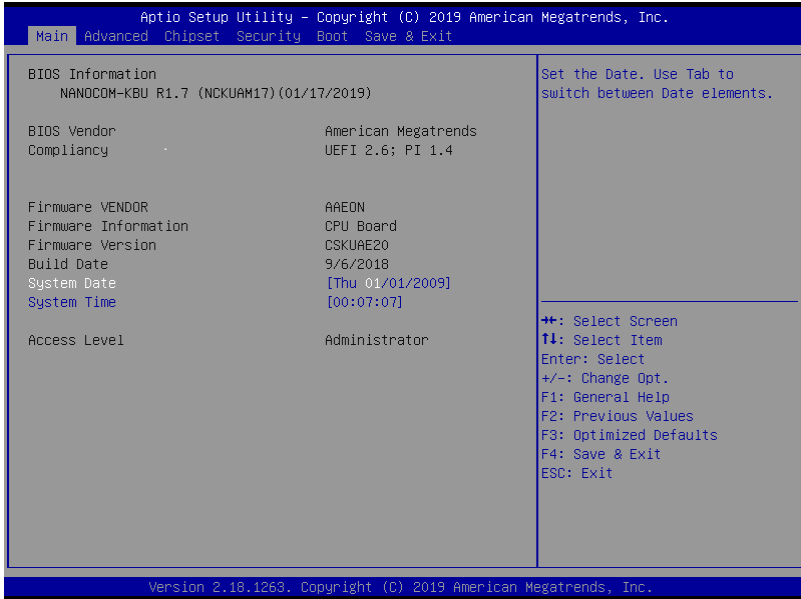 Aptio Setup Utility – Copyright (C) 2019 American Megatrends, Inc.
Main Advanced Chipset Security Boot Save & Exit
BIOS Information
NANOCOM-KBU R1.7 (NCKUAM17)(01/17/2019)
BIOS Vendor American Megatrends
Compliancy UEFI 2.6; PI 1.4
Firmware VENDOR AAEON
Firmware Information CPU Board
Firmware Version CSKUAE20
Build Date 9/6/2018
System Date [Thu 01/01/2009]
System Time [00:07:07]
Access Level Administrator
Set the Date. Use Tab to
switch between Date elements.
→←: Select Screen
↑↓: Select Item
Enter: Select
+/-: Change Opt.
F1: General Help
F2: Previous Values
F3: Optimized Defaults
F4: Save & Exit
ESC: Exit
Version 2.18.1263. Copyright (C) 2019 American Megatrends, Inc.